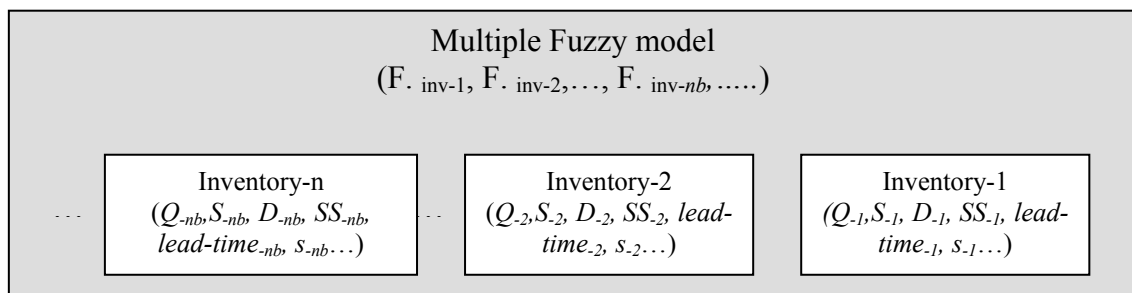 Multiple Fuzzy model
(F. inv-1, F. inv-2,…, F. inv-nb,.....)
Inventory-n
(Q-nb,S-nb, D-nb, SS-nb,
lead-time-nb, s-nb…)
Inventory-2
(Q-2,S-2, D-2, SS-2, lead-
time-2, s-2…)
Inventory-1
(Q-1,S-1, D-1, SS-1, lead-
time-1, s-1…)